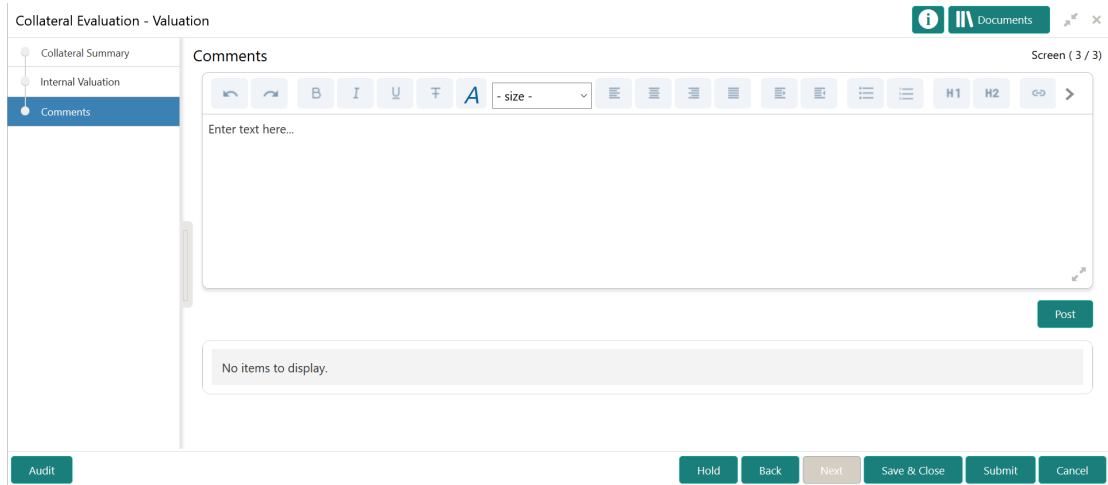 Collateral Evaluation - Valuation
Documents
Collateral Summary
Internal Valuation
Comments
Comments
Screen ( 3 / 3)
B I U T A - size - H1 H2
Enter text here...
Post
No items to display.
Audit
Hold Back Next Save & Close Submit Cancel